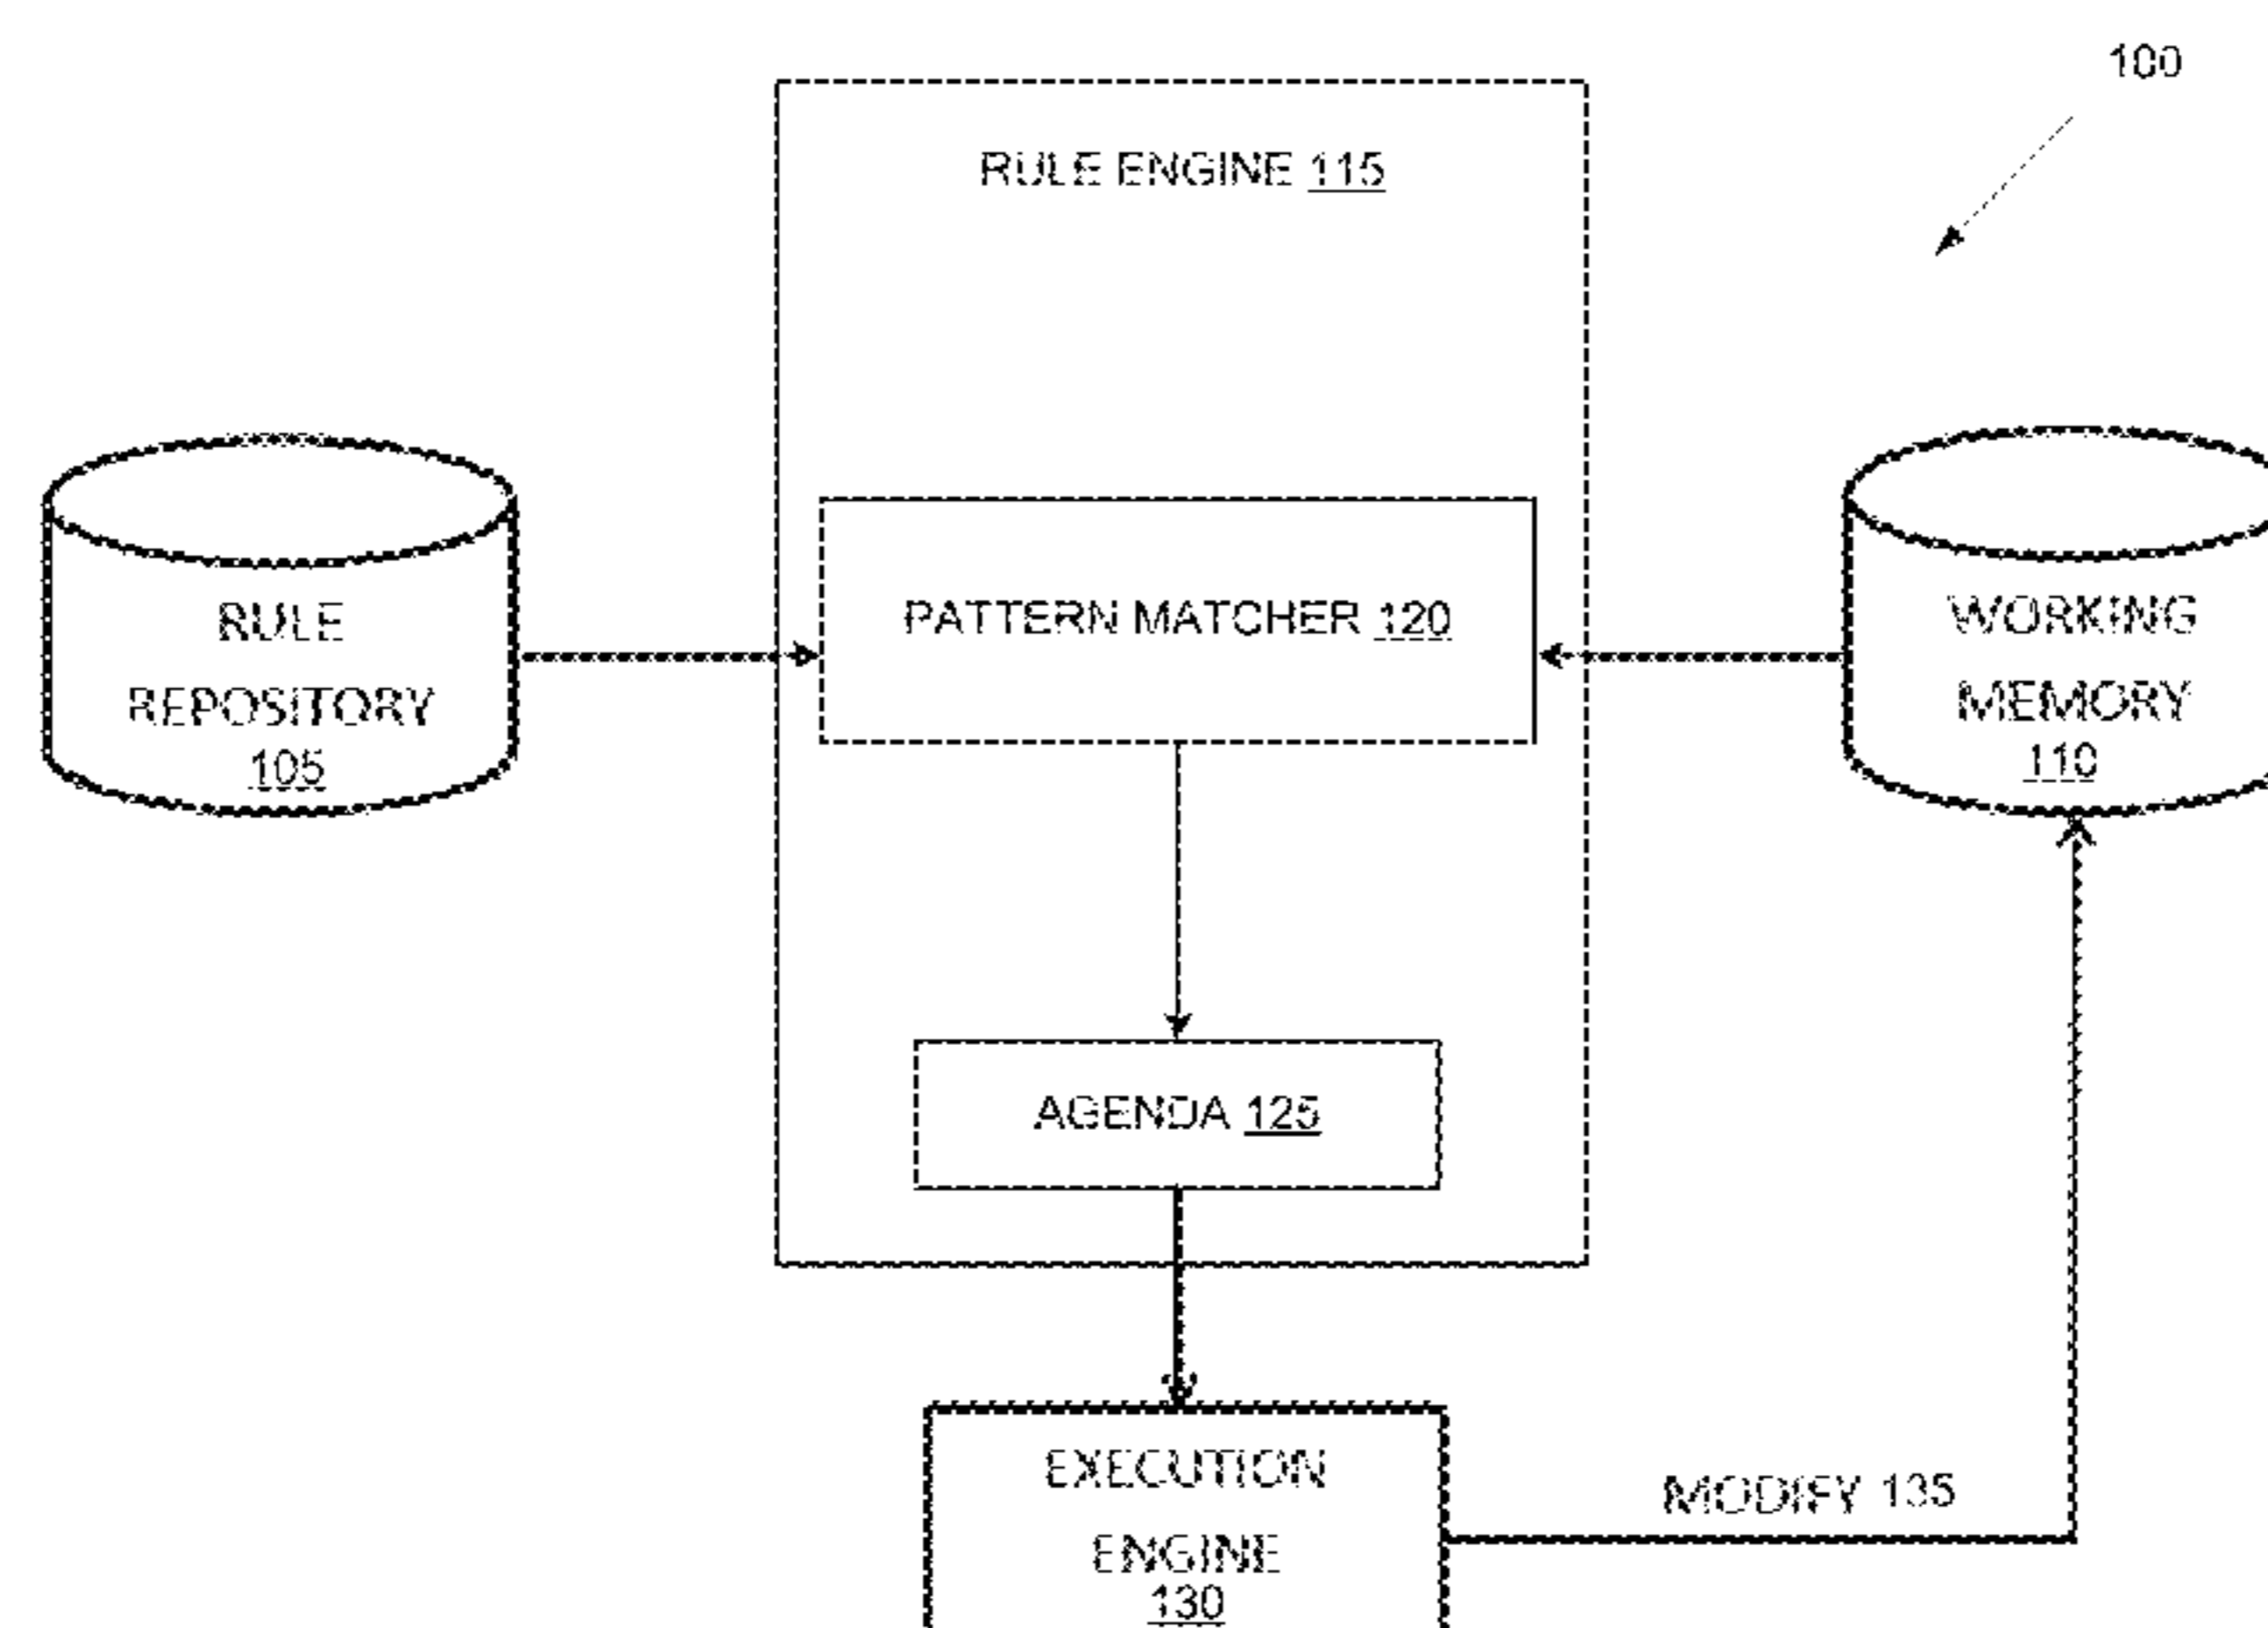 100
RULE ENGINE 115
RULE
REPOSITORY
105
PATTERN MATCHER 120
WORKING
MEMORY
110
AGENDA 125
EXECUTION
ENGINE
130
MODIFY 135